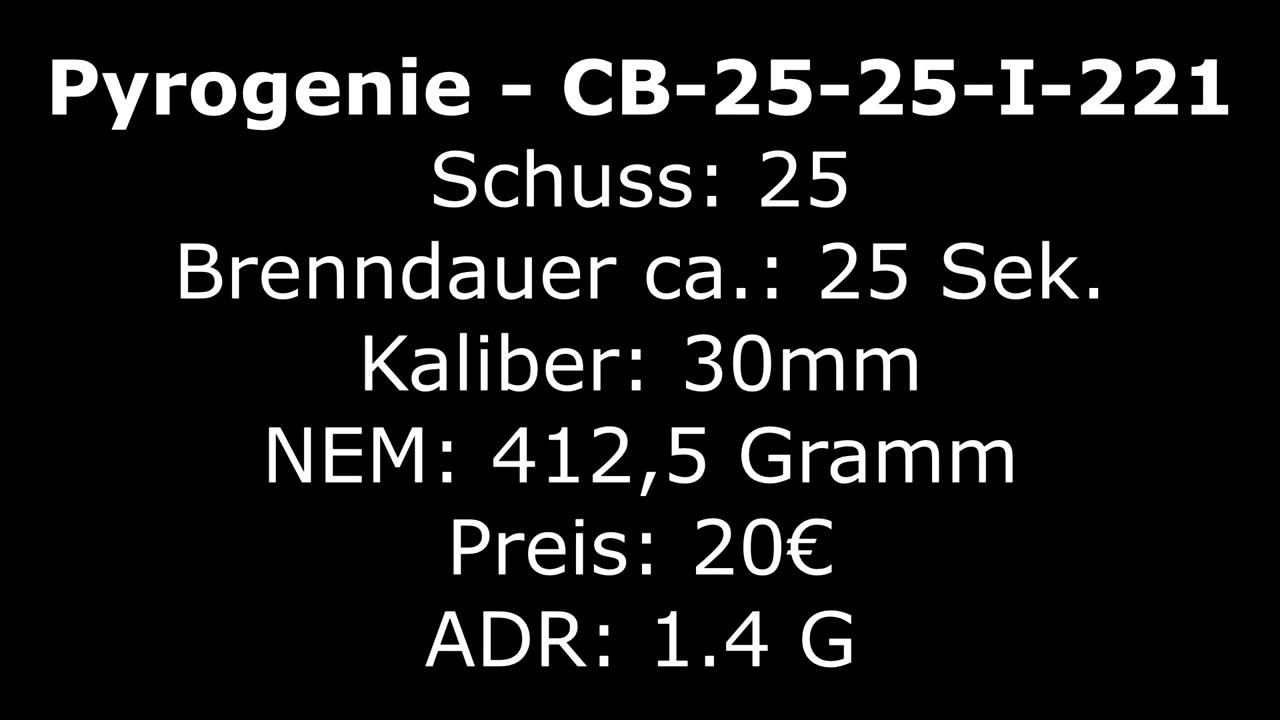 Pyrogenie - CB-25-25-I-221
Schuss: 25
Brenndauer ca.: 25 Sek.
Kaliber: 30mm
NEM: 412,5 Gramm
Preis: 20€
ADR: 1.4 G